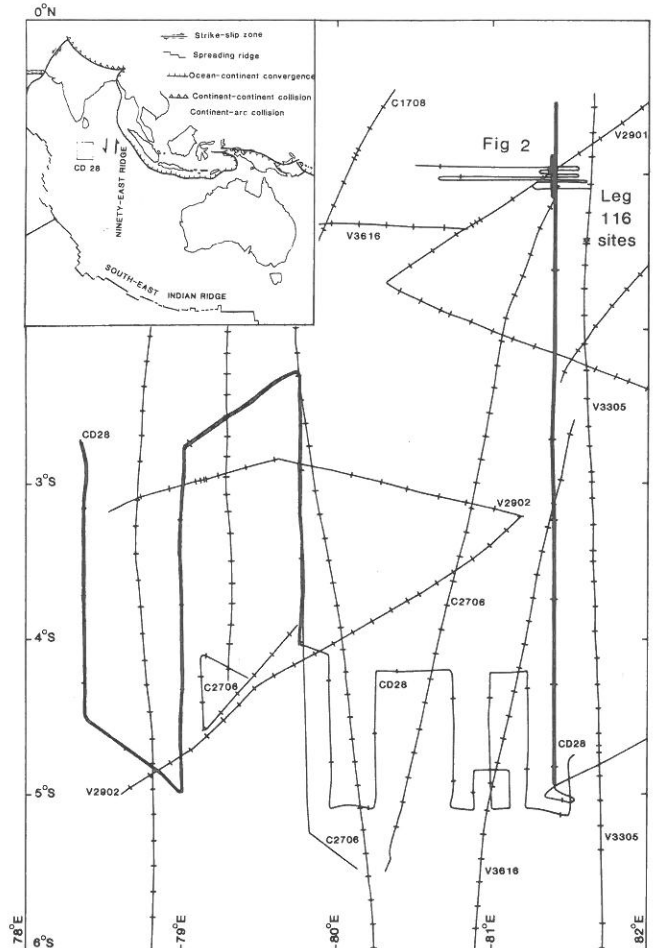 0°N
Strike-slip zone
Spreading ridge
Ocean-continent convergence
Continent-continent collision
Continent-arc collision
CD 28
NINETY-EAST RIDGE
SOUTH-EAST
INDIAN RIDGE
C1708
Fig 2
V2901
Leg
116
sites
V3616
V3305
CD28
3°S
V2902
C2706
4°S
C2706
CD28
CD28
V2902
5°S
C2706
V3305
V3616
6°S
78°E
79°E
80°E
81°E
82°E